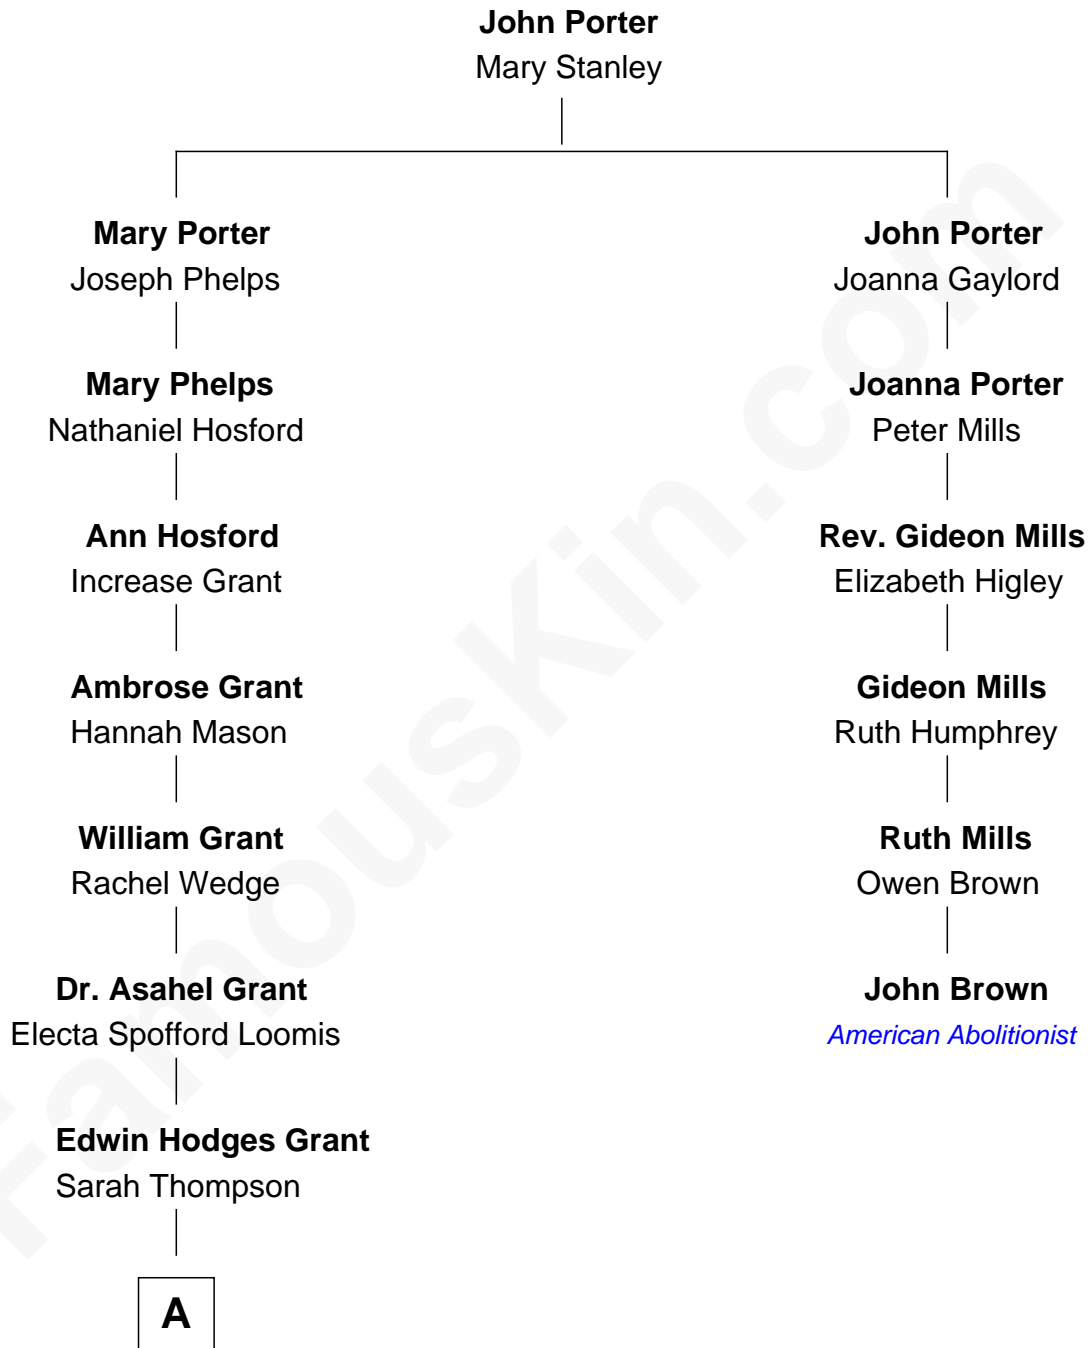 John Porter
Mary Stanley
Mary Porter
Joseph Phelps
John Porter
Joanna Gaylord
Mary Phelps
Nathaniel Hosford
Joanna Porter
Peter Mills
Ann Hosford
Increase Grant
Rev. Gideon Mills
Elizabeth Higley
Ambrose Grant
Hannah Mason
Gideon Mills
Ruth Humphrey
William Grant
Rachel Wedge
Ruth Mills
Owen Brown
Dr. Asahel Grant
Electa Spofford Loomis
John Brown
American Abolitionist
Edwin Hodges Grant
Sarah Thompson
A
FamousKin.com